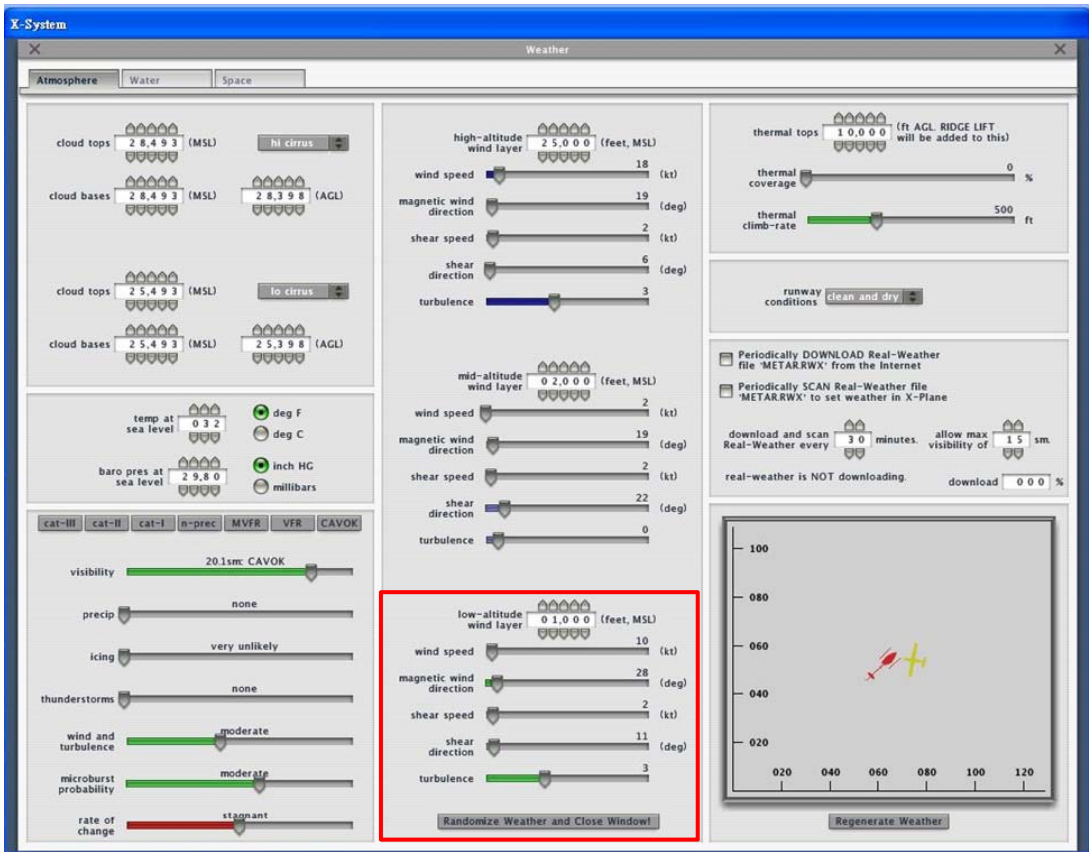 X-System
Weather
Atmosphere
Water
Space
cloud tops 28,493 (MSL) hi cirrus
cloud bases 28,493 (MSL) 28,398 (AGL)
cloud tops 25,493 (MSL) lo cirrus
cloud bases 25,493 (MSL) 25,398 (AGL)
temp at
sea level
032
deg F
deg C
baro pres at
sea level
29,80
inch HG
millibars
cat-III cat-II cat-I n-prec MVFR VFR CAVOK
20.1sm: CAVOK
visibility
none
precip
very unlikely
icing
none
thunderstorms
moderate
wind and
turbulence
moderate
microburst
probability
stagnant
rate of
change
high-altitude
wind layer
25,000 (feet, MSL)
18
wind speed (kt)
19
magnetic wind
direction
(deg)
2
shear speed (kt)
6
shear
direction
(deg)
3
turbulence
mid-altitude
wind layer
02,000 (feet, MSL)
2
wind speed (kt)
19
magnetic wind
direction
(deg)
2
shear speed (kt)
22
shear
direction
(deg)
0
turbulence
low-altitude
wind layer
01,000 (feet, MSL)
10
wind speed (kt)
28
magnetic wind
direction
(deg)
2
shear speed (kt)
11
shear
direction
(deg)
3
turbulence
Randomize Weather and Close Window!
thermal tops 10,000 (ft AGL. RIDGE LIFT
will be added to this)
0
thermal
coverage
%
500
thermal
climb-rate
ft
runway
conditions
clean and dry
Periodically DOWNLOAD Real-Weather
file 'METAR.RWX' from the Internet
Periodically SCAN Real-Weather file
'METAR.RWX' to set weather in X-Plane
download and scan
Real-Weather every
30 minutes.
allow max
visibility of
15 sm.
real-weather is NOT downloading.
download 000 %
100
080
060
040
020
020 040 060 080 100 120
Regenerate Weather